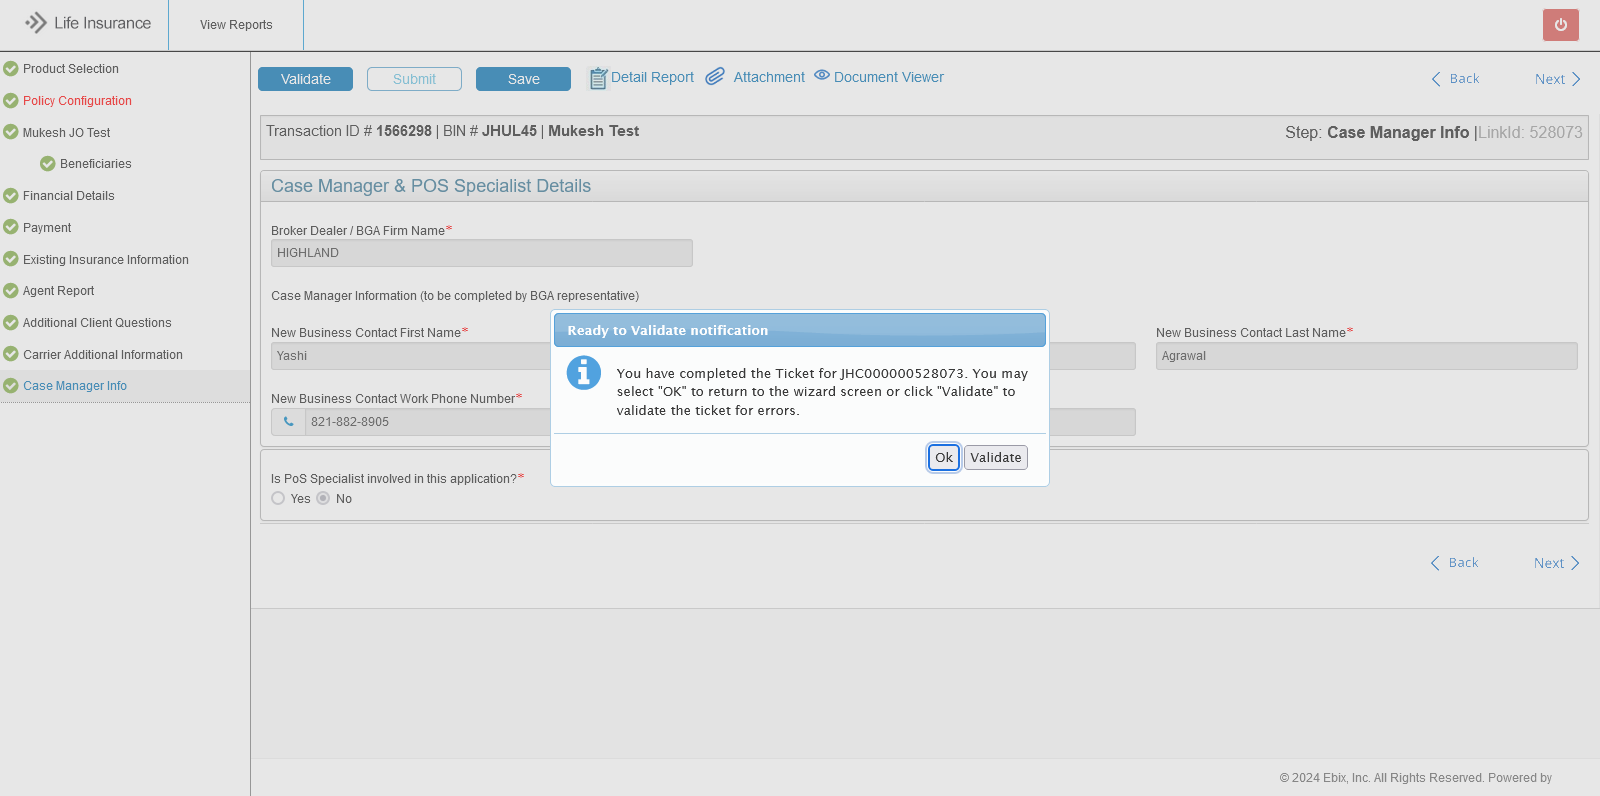 Life Insurance
View Reports
Product Selection
Policy Configuration
Mukesh JO Test
Beneficiaries
Financial Details
Payment
Existing Insurance Information
Agent Report
Additional Client Questions
Carrier Additional Information
Case Manager Info
Validate
Submit
Save
Detail Report
Attachment
Document Viewer
Back
Next
Transaction ID # 1566298 | BIN # JHUL45 | Mukesh Test
Step: Case Manager Info |LinkId: 528073
Case Manager & POS Specialist Details
Broker Dealer / BGA Firm Name*
HIGHLAND
Case Manager Information (to be completed by BGA representative)
New Business Contact First Name*
Yashi
New Business Contact Last Name*
Agrawal
New Business Contact Work Phone Number*
821-882-8905
Ready to Validate notification
You have completed the Ticket for JHC000000528073. You may
select "OK" to return to the wizard screen or click "Validate" to
validate the ticket for errors.
Ok
Validate
Is PoS Specialist involved in this application?*
Yes
No
Back
Next
© 2024 Ebix, Inc. All Rights Reserved. Powered by